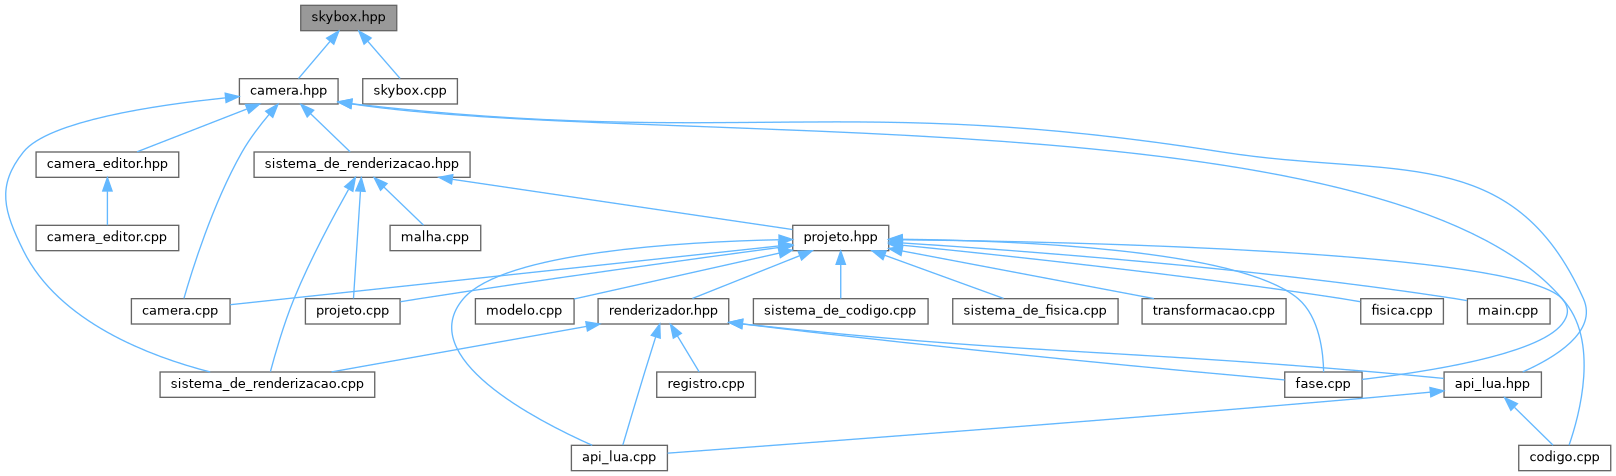 skybox.hpp
camera.hpp
skybox.cpp
camera_editor.hpp
sistema_de_renderizacao.hpp
camera_editor.cpp
malha.cpp
projeto.hpp
camera.cpp
projeto.cpp
modelo.cpp
renderizador.hpp
sistema_de_codigo.cpp
sistema_de_fisica.cpp
transformacao.cpp
fisica.cpp
main.cpp
sistema_de_renderizacao.cpp
registro.cpp
fase.cpp
api_lua.hpp
api_lua.cpp
codigo.cpp